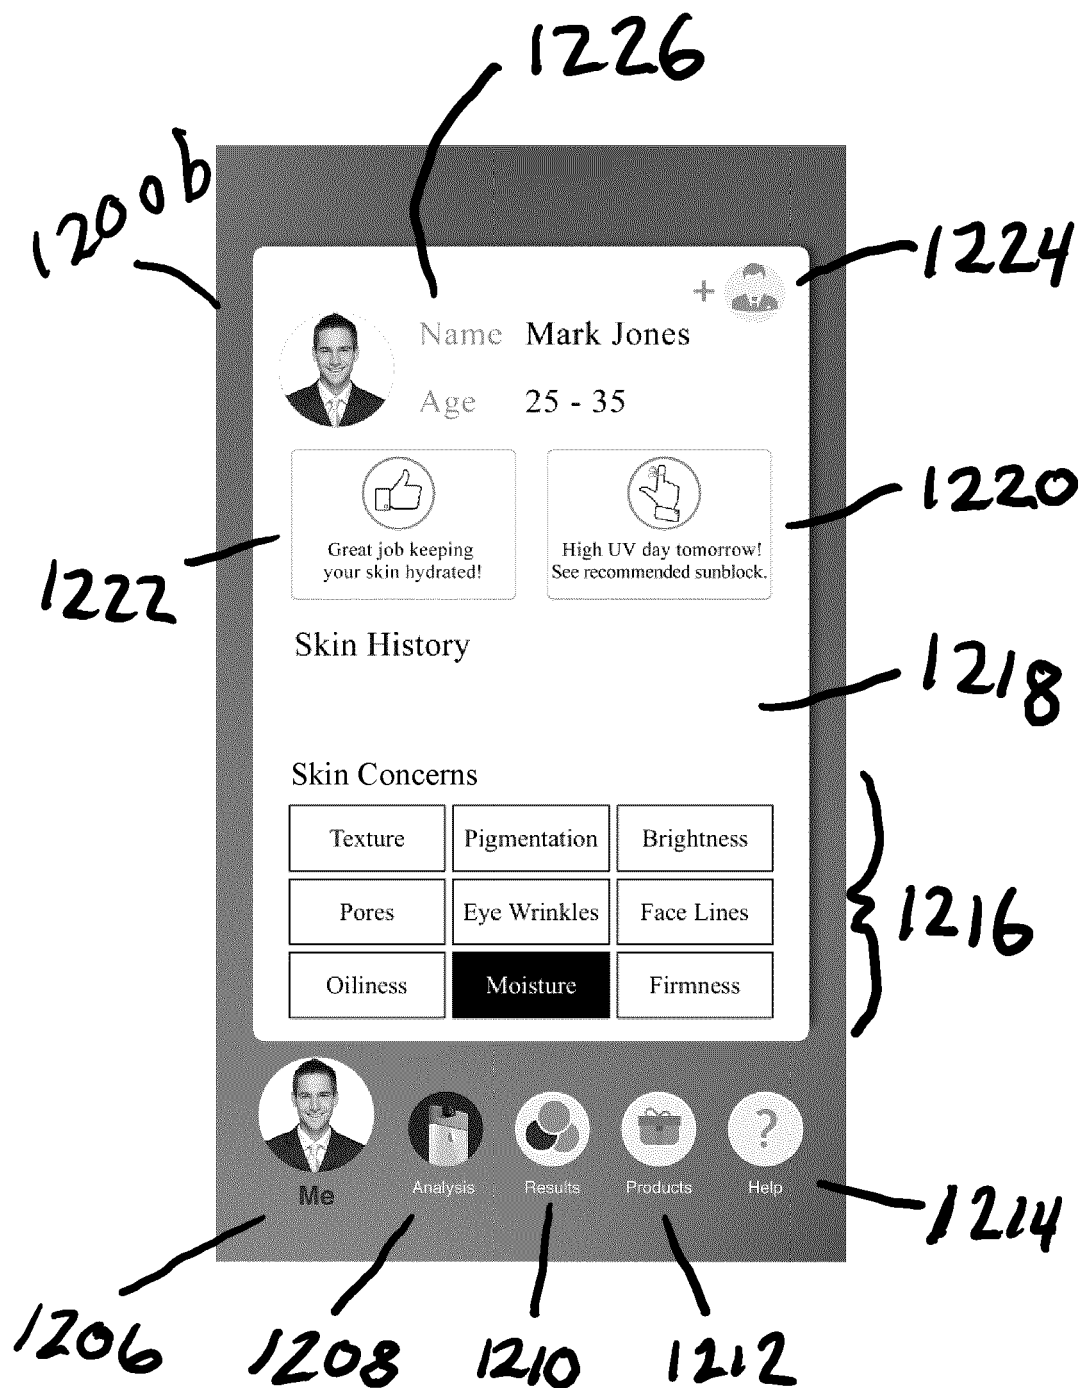 1226
1200b
1224
+
Name Mark Jones
Age 25 - 35
1220
Great job keeping
your skin hydrated!
High UV day tomorrow!
See recommended sunblock.
1222
Skin History
1218
Skin Concerns
Texture Pigmentation Brightness
Pores Eye Wrinkles Face Lines
1216
Oiliness Moisture Firmness
?
Me Analysis Results Products Help
1214
1206 1208 1210 1212